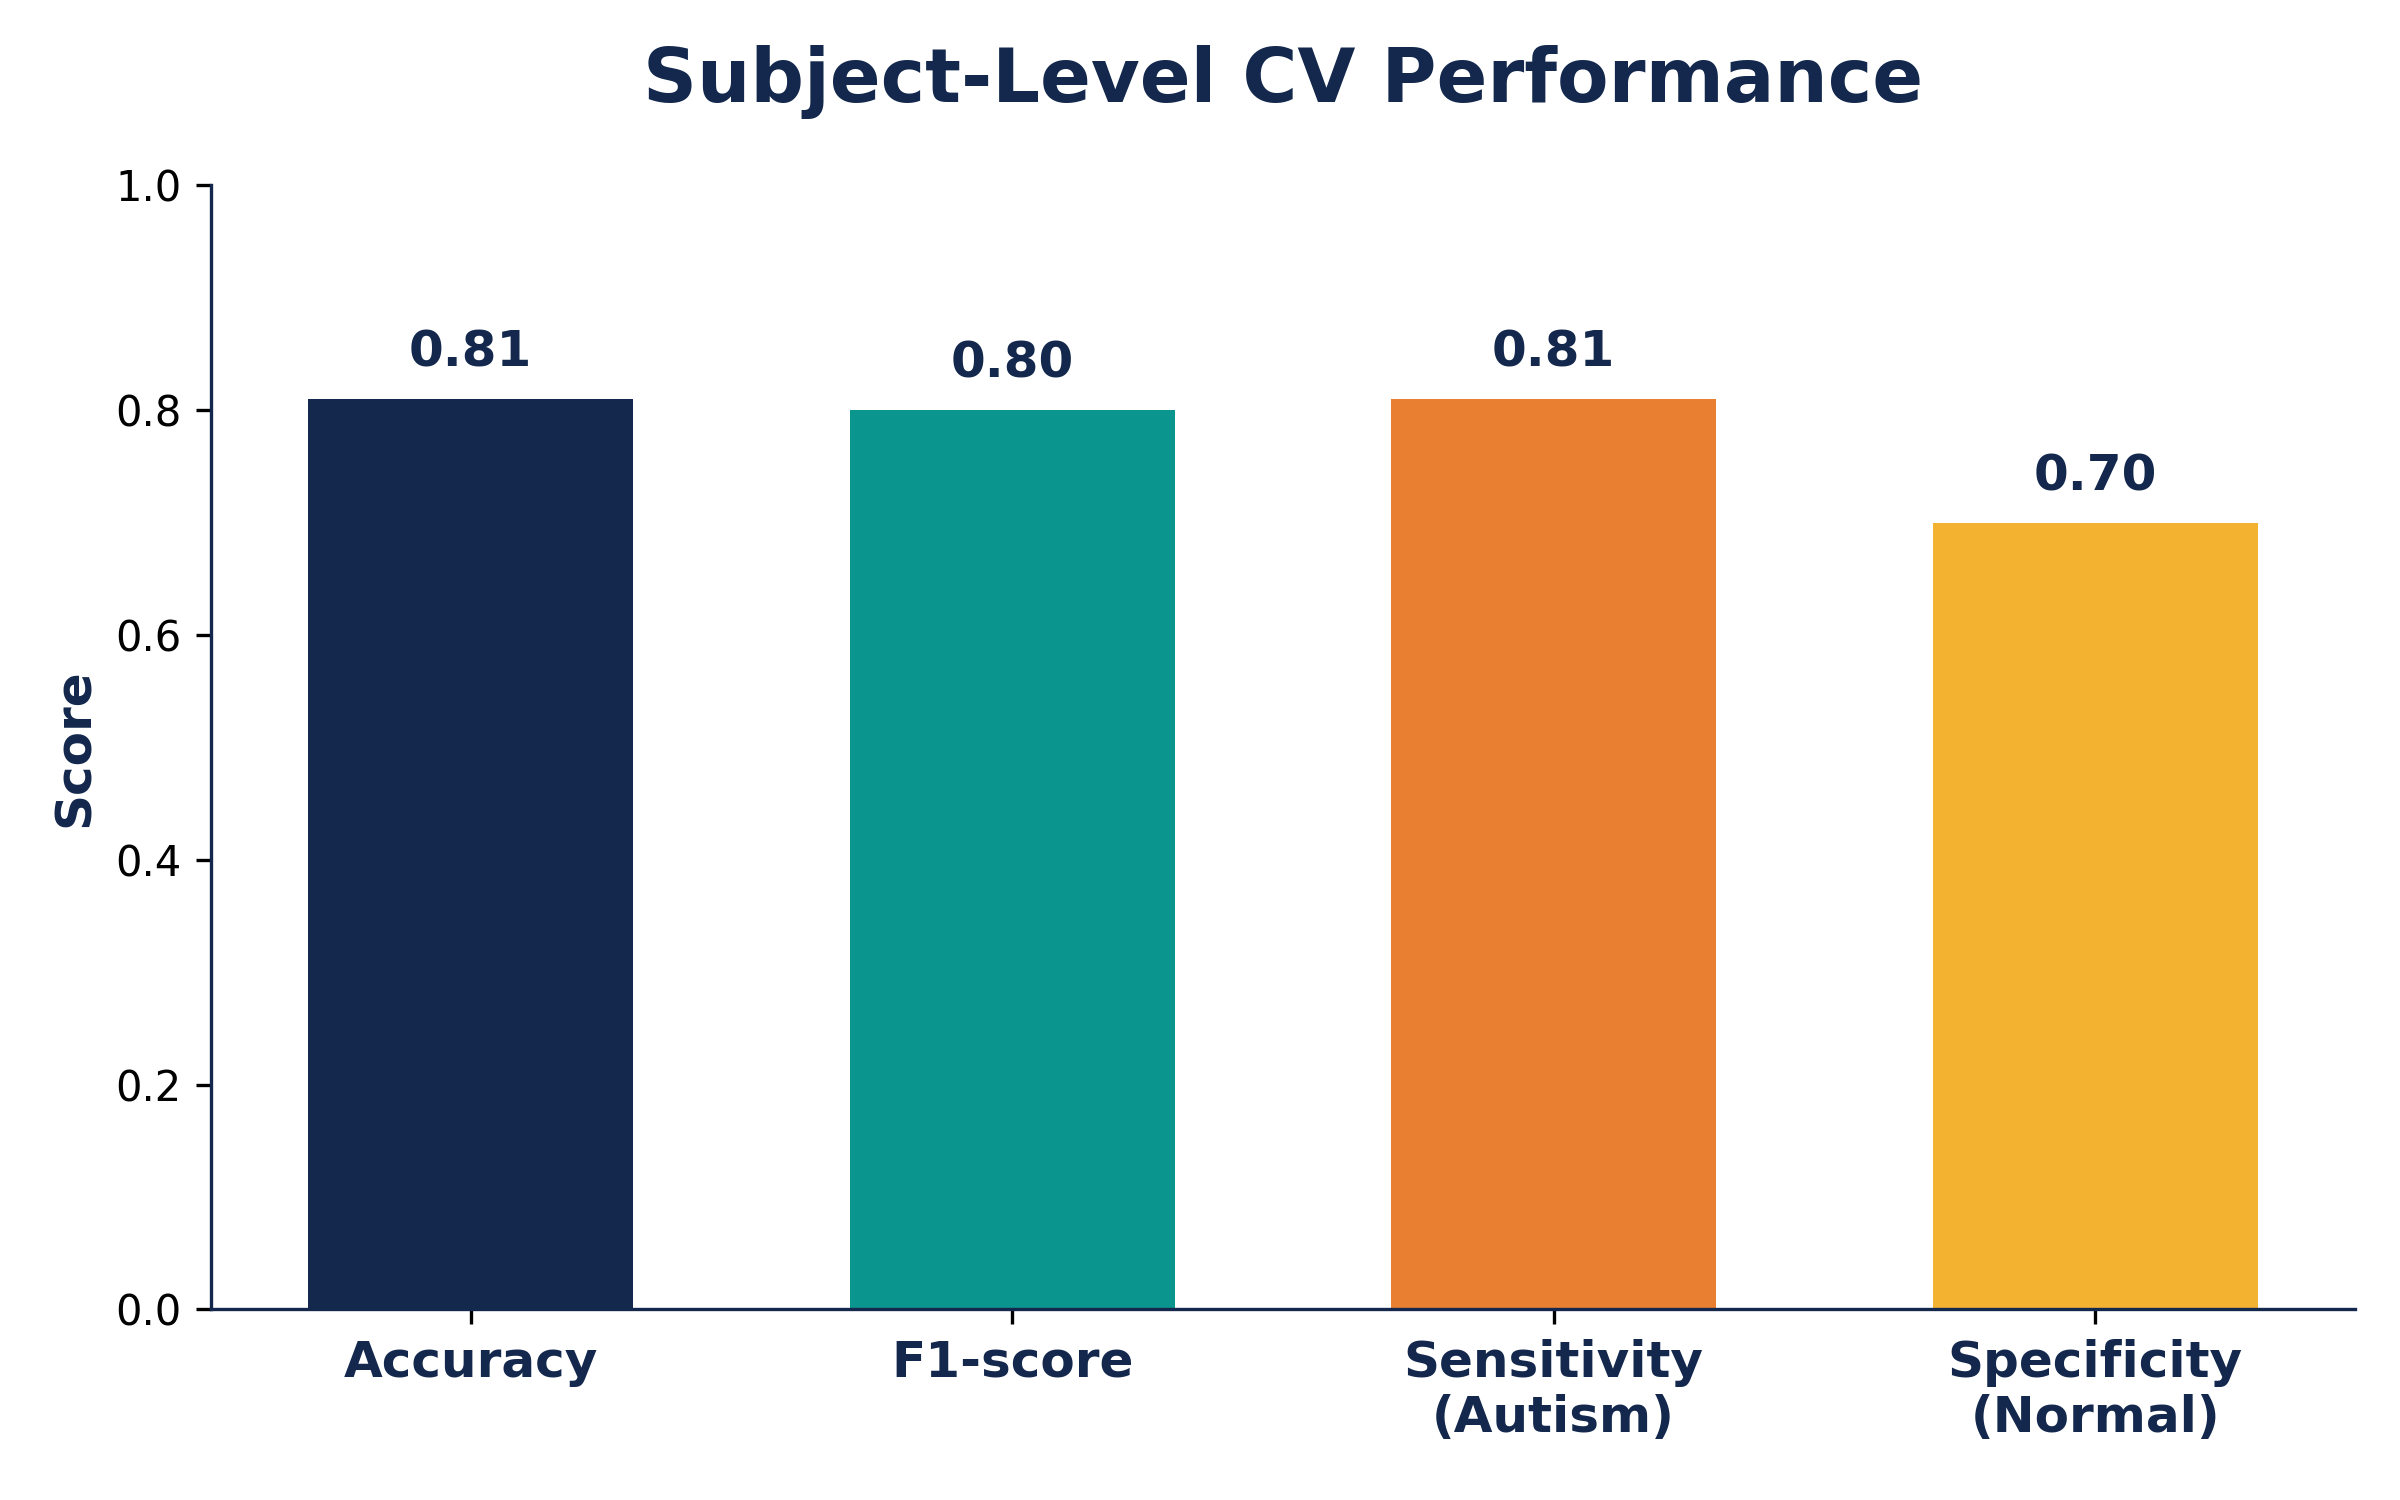 Subject-Level CV Performance
1.0
0.8
0.6
0.4
0.2
0.0
Score
0.81
0.80
0.81
0.70
Accuracy
F1-score
Sensitivity
(Autism)
Specificity
(Normal)